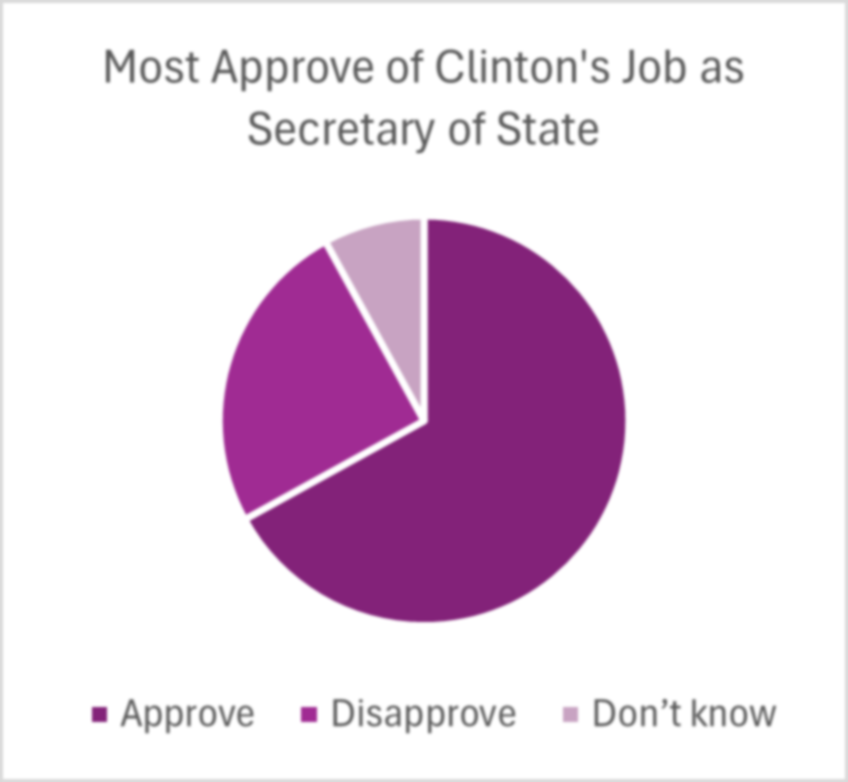 Most Approve of Clinton's Job as
Secretary of State
Approve Disapprove Don’t know